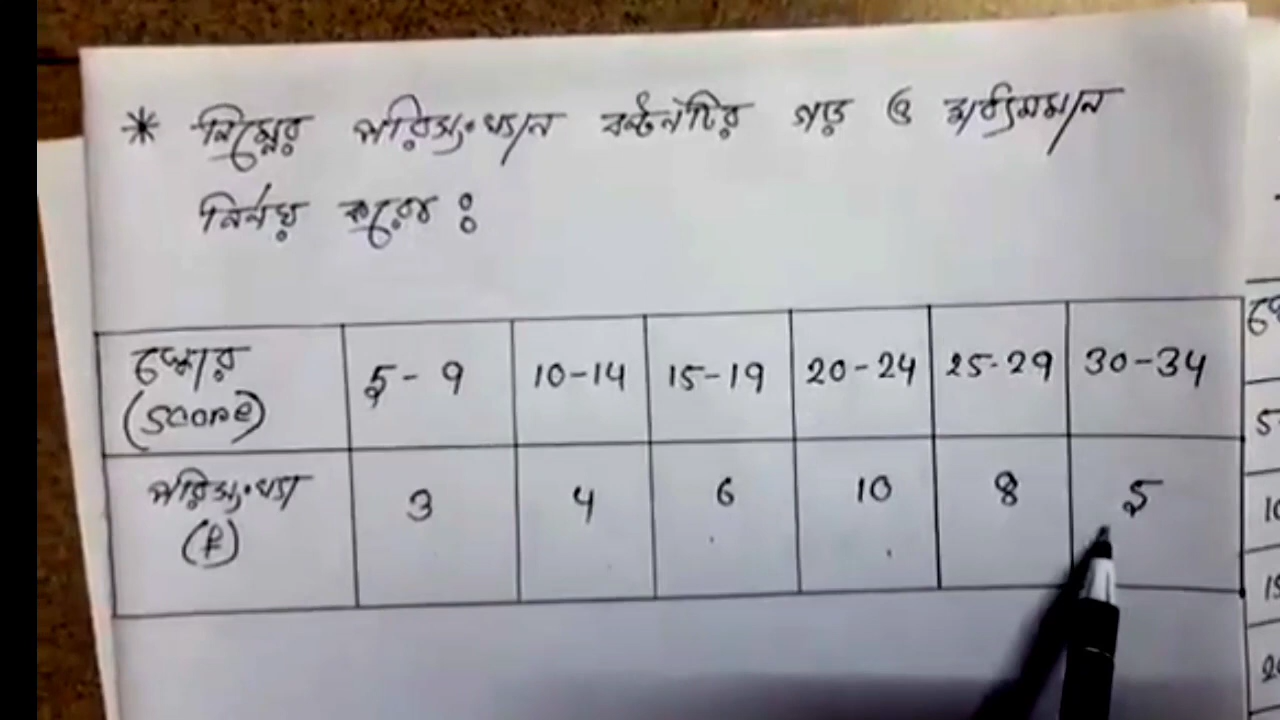 * নিম্নের পরিসংখ্যান বণ্টনটির গড় ও মধ্যমমান
নির্ণয় করো :
স্কোর (score) 5-9 10-14 15-19 20-24 25-29 30-34
পরিসংখ্যা (f) 3 4 6 10 8 5